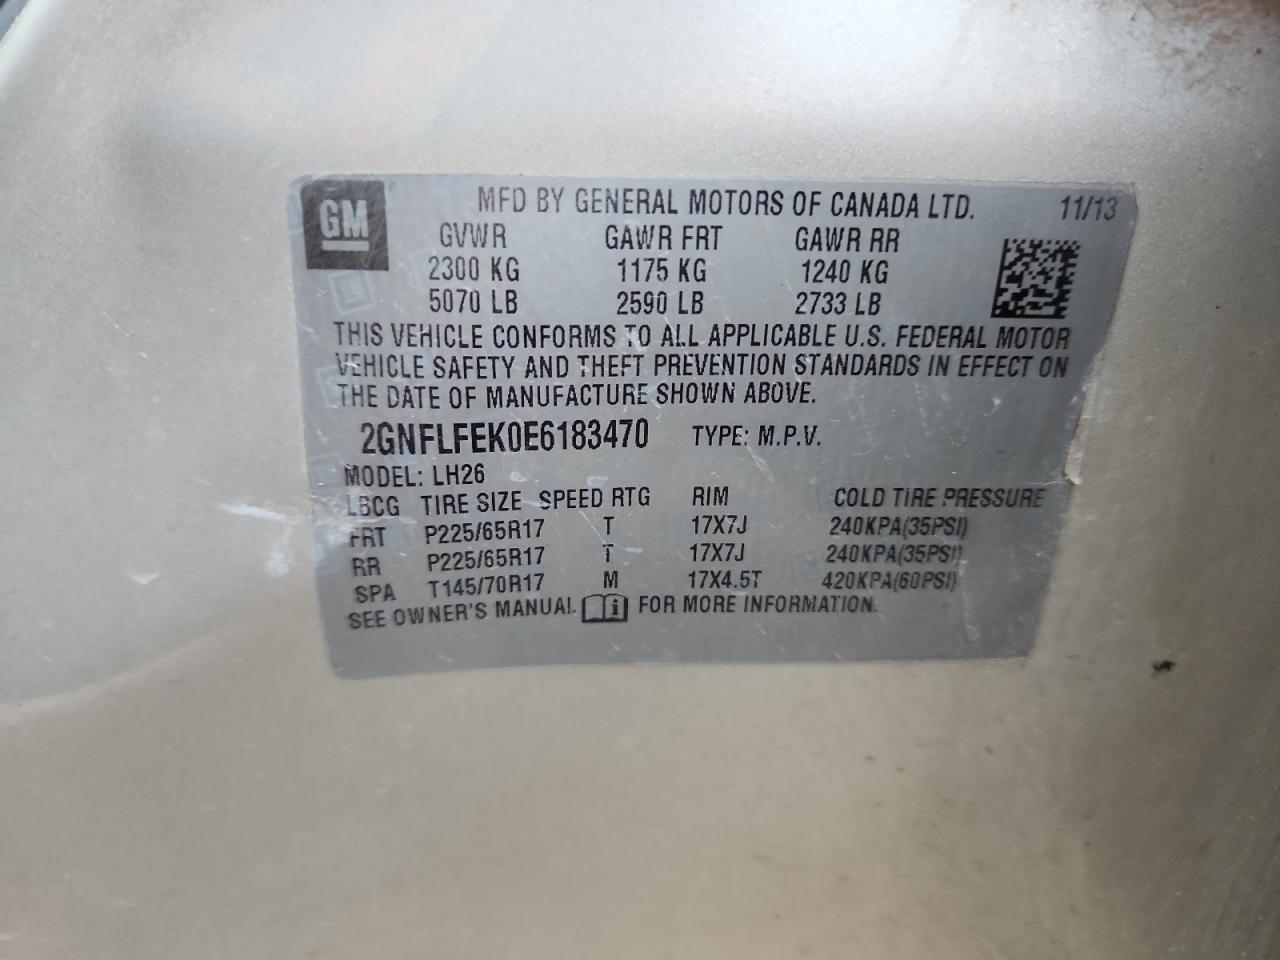 GM
MFD BY GENERAL MOTORS OF CANADA LTD. 11/13
GVWR GAWR FRT GAWR RR
2300 KG 1175 KG 1240 KG
5070 LB 2590 LB 2733 LB
THIS VEHICLE CONFORMS TO ALL APPLICABLE U.S. FEDERAL MOTOR
VEHICLE SAFETY AND THEFT PREVENTION STANDARDS IN EFFECT ON
THE DATE OF MANUFACTURE SHOWN ABOVE.
2GNFLFEK0E6183470 TYPE: M.P.V.
MODEL: LH26
LBCG TIRE SIZE SPEED RTG RIM COLD TIRE PRESSURE
FRT P225/65R17 T 17X7J 240KPA(35PSI)
RR P225/65R17 T 17X7J 240KPA(35PSI)
SPA T145/70R17 M 17X4.5T 420KPA(60PSI)
SEE OWNER'S MANUAL i FOR MORE INFORMATION.